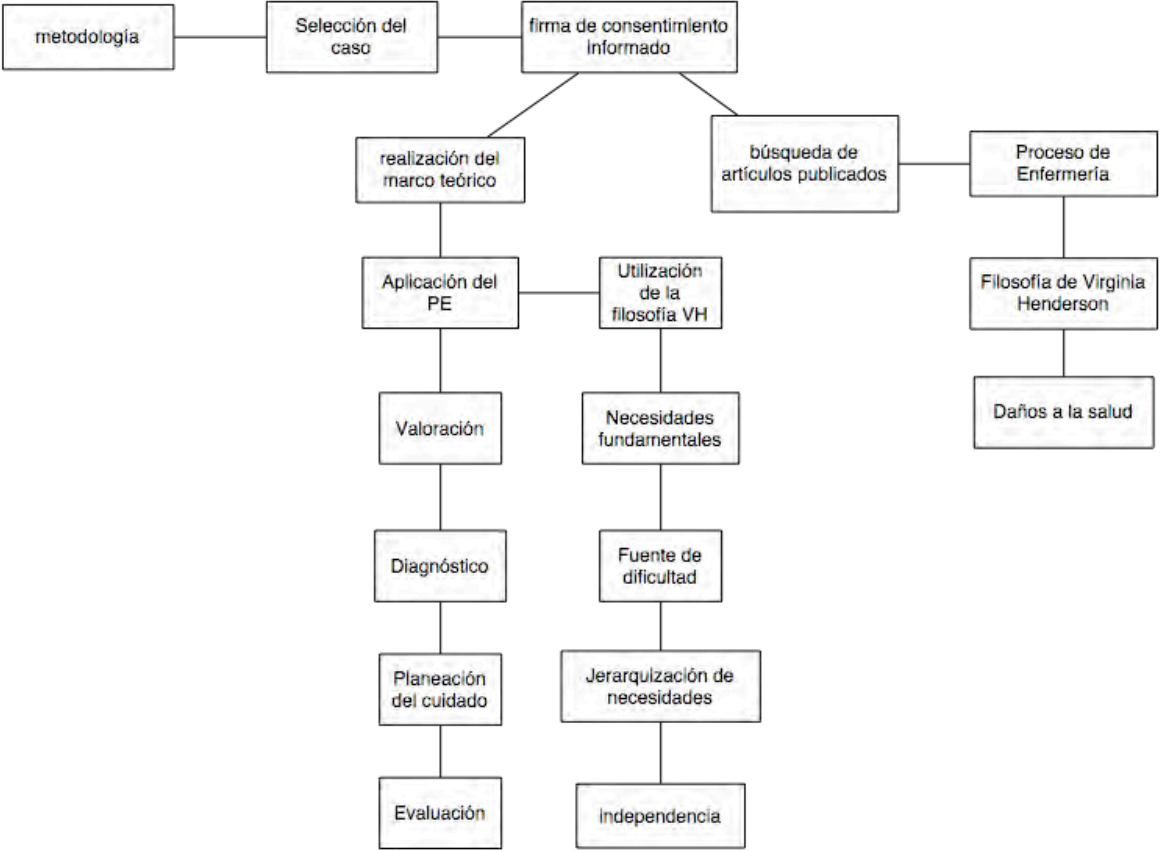 metodología
Selección del
caso
firma de consentimiento
informado
realización del
marco teórico
búsqueda de
artículos publicados
Proceso de
Enfermería
Aplicación del
PE
Utilización
de la
filosofía VH
Filosofía de Virginia
Henderson
Valoración
Necesidades
fundamentales
Daños a la salud
Diagnóstico
Fuente de
dificultad
Planeación
del cuidado
Jerarquización de
necesidades
Evaluación
independencia